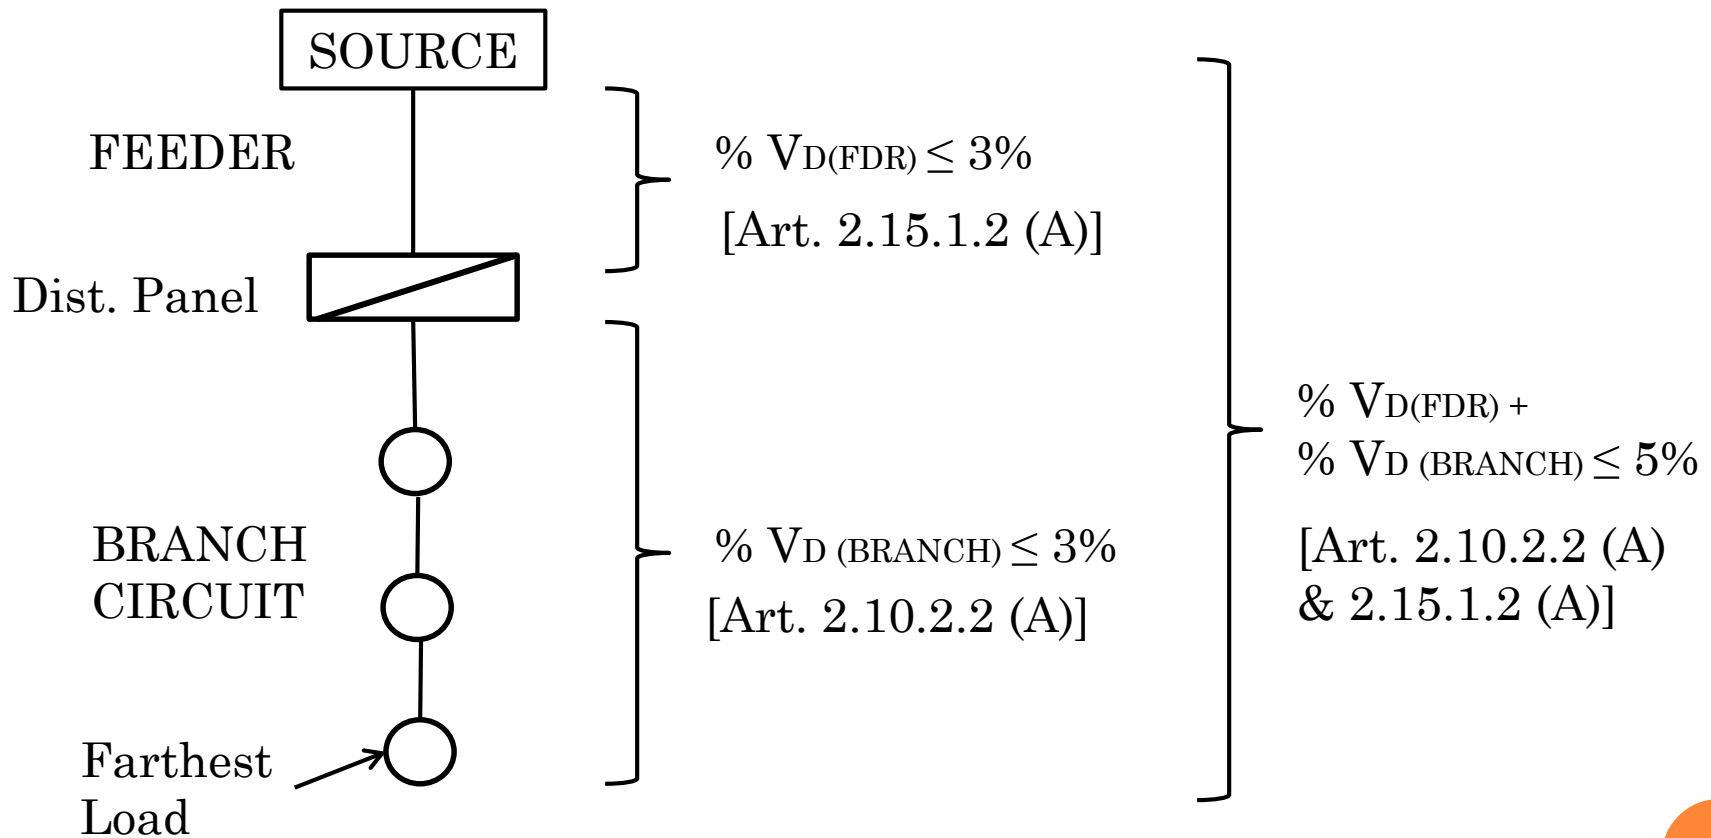 SOURCE
FEEDER
% VD(FDR) ≤ 3%
[Art. 2.15.1.2 (A)]
Dist. Panel
% VD(FDR) +
% VD (BRANCH) ≤ 5%
[Art. 2.10.2.2 (A)
& 2.15.1.2 (A)]
BRANCH
CIRCUIT
% VD (BRANCH) ≤ 3%
[Art. 2.10.2.2 (A)]
Farthest
Load